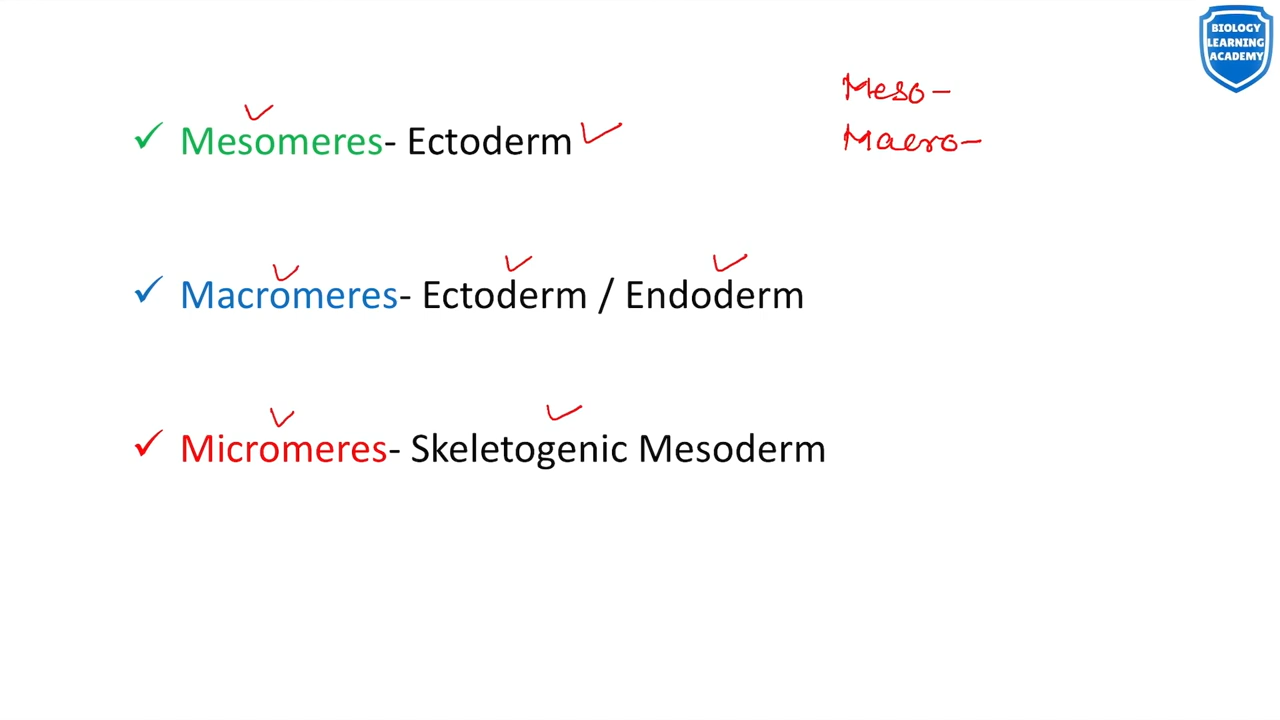 BIOLOGY
LEARNING
ACADEMY
Meso-
Macro-
✓ Mesomeres- Ectoderm
✓ Macromeres- Ectoderm / Endoderm
✓ Micromeres- Skeletogenic Mesoderm